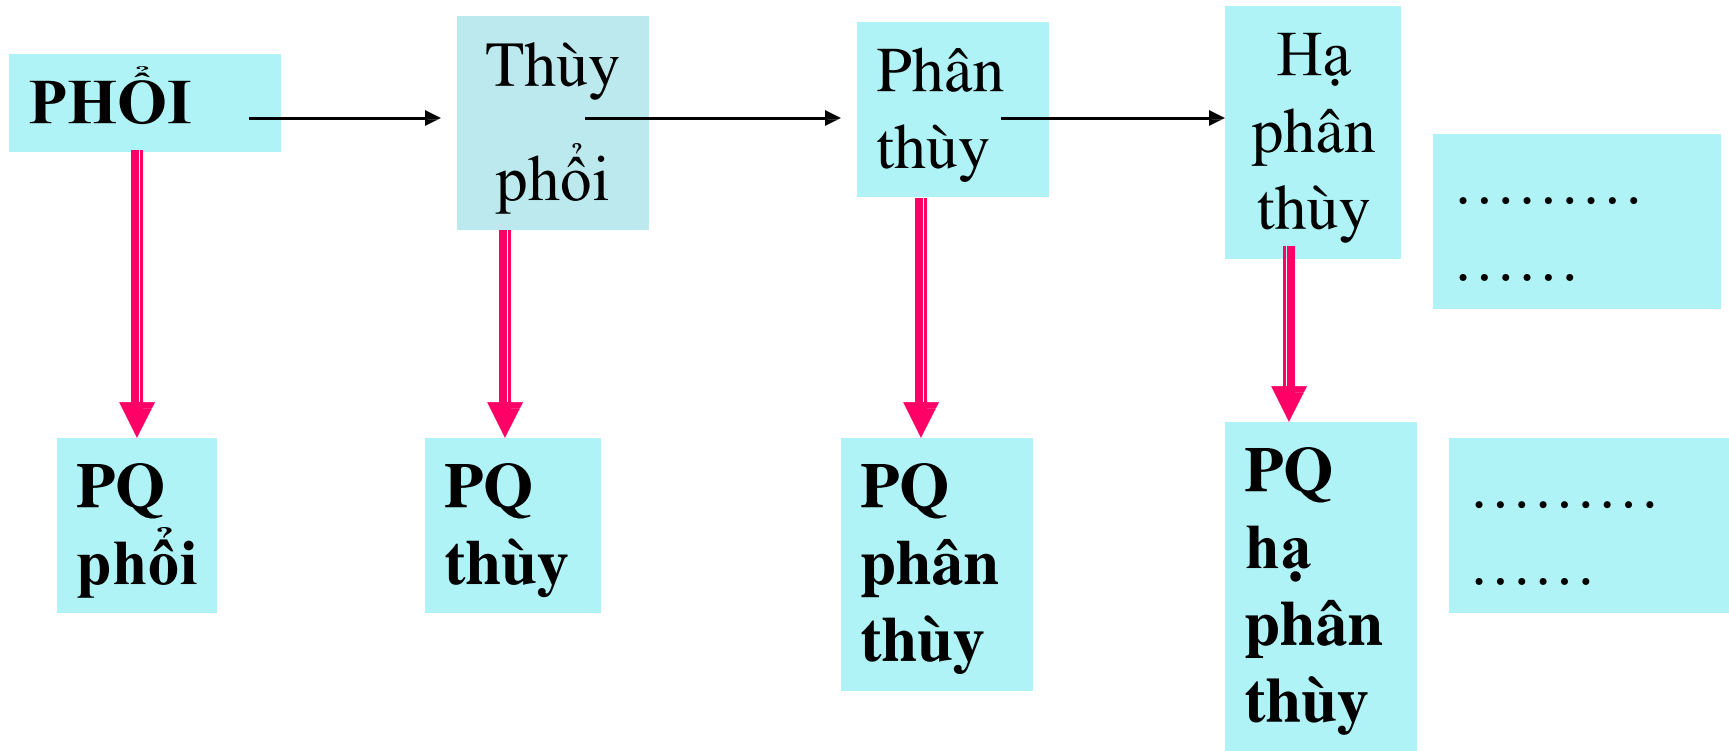 PHỔI
Thùy
phổi
Phân
thùy
Hạ
phân
thùy
………
……
PQ
phổi
PQ
thùy
PQ
phân
thùy
PQ
hạ
phân
thùy
………
……